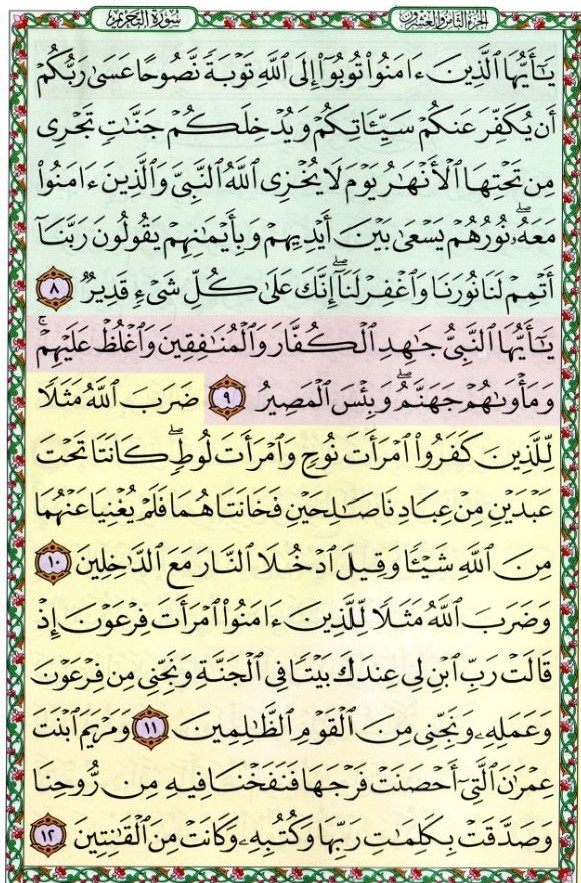 الجزء الثامن والعشرون
سورة التحريم
يَٰٓأَيُّهَا ٱلَّذِينَ ءَامَنُوا۟ تُوبُوٓا۟ إِلَى ٱللَّهِ تَوْبَةً نَّصُوحًا عَسَىٰ رَبُّكُمْ
أَن يُكَفِّرَ عَنكُمْ سَيِّـَٔاتِكُمْ وَيُدْخِلَكُمْ جَنَّٰتٍ تَجْرِى
مِن تَحْتِهَا ٱلْأَنْهَٰرُ يَوْمَ لَا يُخْزِى ٱللَّهُ ٱلنَّبِىَّ وَٱلَّذِينَ ءَامَنُوا۟
مَعَهُۥ ۖ نُورُهُمْ يَسْعَىٰ بَيْنَ أَيْدِيهِمْ وَبِأَيْمَٰنِهِمْ يَقُولُونَ رَبَّنَآ
أَتْمِمْ لَنَا نُورَنَا وَٱغْفِرْ لَنَآ ۖ إِنَّكَ عَلَىٰ كُلِّ شَىْءٍ قَدِيرٌ ٨
يَٰٓأَيُّهَا ٱلنَّبِىُّ جَٰهِدِ ٱلْكُفَّارَ وَٱلْمُنَٰفِقِينَ وَٱغْلُظْ عَلَيْهِمْ ۚ
وَمَأْوَىٰهُمْ جَهَنَّمُ ۖ وَبِئْسَ ٱلْمَصِيرُ ٩ ضَرَبَ ٱللَّهُ مَثَلًا
لِّلَّذِينَ كَفَرُوا۟ ٱمْرَأَتَ نُوحٍ وَٱمْرَأَتَ لُوطٍ ۖ كَانَتَا تَحْتَ
عَبْدَيْنِ مِنْ عِبَادِنَا صَٰلِحَيْنِ فَخَانَتَاهُمَا فَلَمْ يُغْنِيَا عَنْهُمَا
مِنَ ٱللَّهِ شَيْـًٔا وَقِيلَ ٱدْخُلَا ٱلنَّارَ مَعَ ٱلدَّٰخِلِينَ ١٠
وَضَرَبَ ٱللَّهُ مَثَلًا لِّلَّذِينَ ءَامَنُوا۟ ٱمْرَأَتَ فِرْعَوْنَ إِذْ
قَالَتْ رَبِّ ٱبْنِ لِى عِندَكَ بَيْتًا فِى ٱلْجَنَّةِ وَنَجِّنِى مِن فِرْعَوْنَ
وَعَمَلِهِۦ وَنَجِّنِى مِنَ ٱلْقَوْمِ ٱلظَّٰلِمِينَ ١١ وَمَرْيَمَ ٱبْنَتَ
عِمْرَٰنَ ٱلَّتِىٓ أَحْصَنَتْ فَرْجَهَا فَنَفَخْنَا فِيهِ مِن رُّوحِنَا
وَصَدَّقَتْ بِكَلِمَٰتِ رَبِّهَا وَكُتُبِهِۦ وَكَانَتْ مِنَ ٱلْقَٰنِتِينَ ١٢